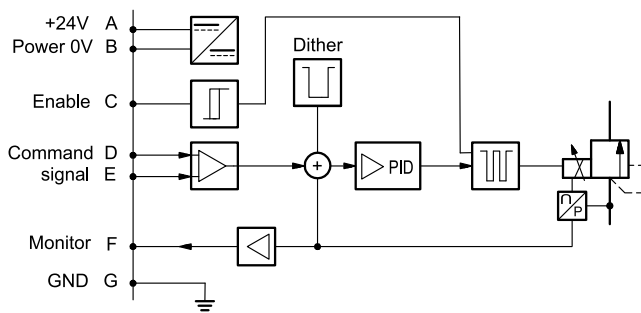 +24V A
Power 0V B
Dither
Enable C
Command D
signal E
PID
Monitor F
GND G
P